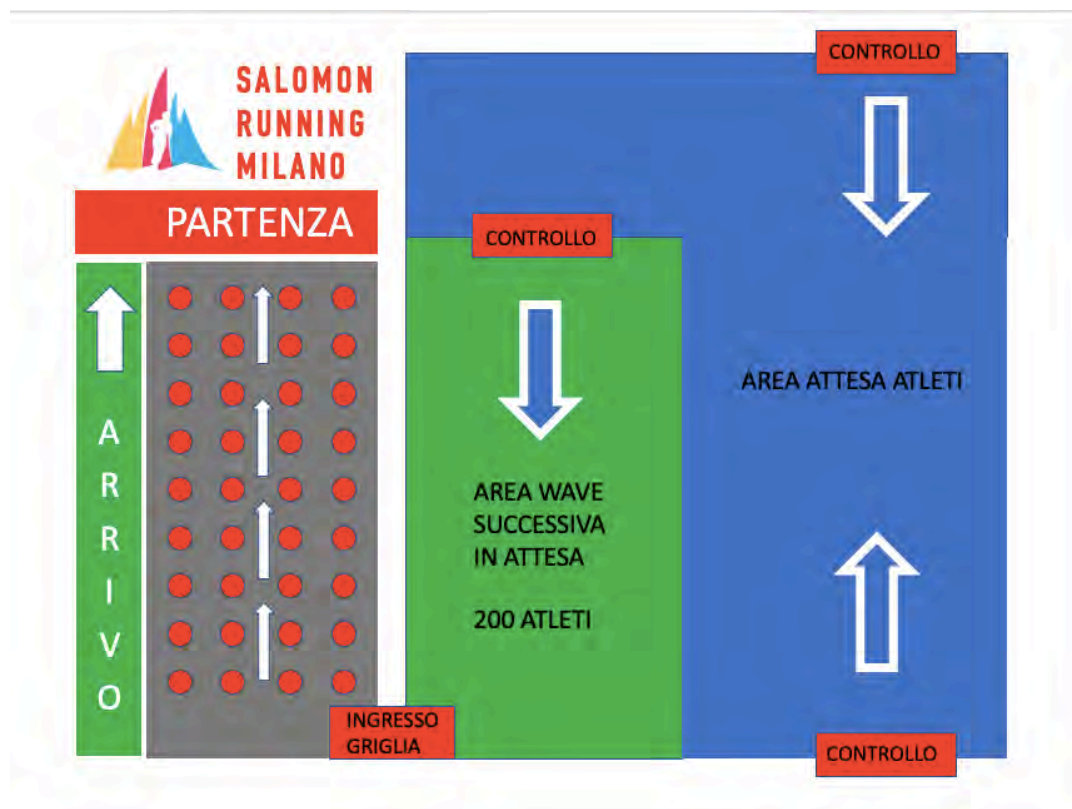 SALOMON
RUNNING
MILANO
PARTENZA
ARRIVO
CONTROLLO
AREA WAVE
SUCCESSIVA
IN ATTESA
200 ATLETI
INGRESSO
GRIGLIA
CONTROLLO
AREA ATTESA ATLETI
CONTROLLO